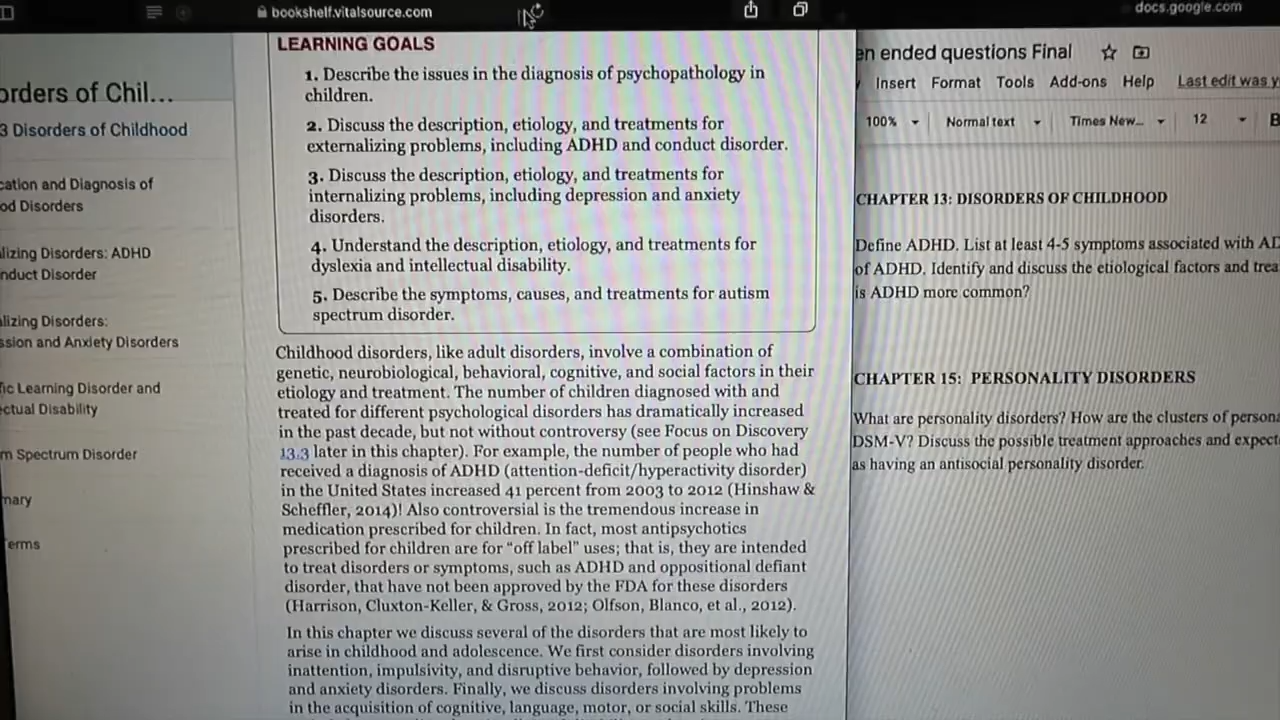 bookshelf.vitalsource.com
docs.google.com
LEARNING GOALS
1. Describe the issues in the diagnosis of psychopathology in
children.
2. Discuss the description, etiology, and treatments for
externalizing problems, including ADHD and conduct disorder.
3. Discuss the description, etiology, and treatments for
internalizing problems, including depression and anxiety
disorders.
4. Understand the description, etiology, and treatments for
dyslexia and intellectual disability.
5. Describe the symptoms, causes, and treatments for autism
spectrum disorder.
Childhood disorders, like adult disorders, involve a combination of
genetic, neurobiological, behavioral, cognitive, and social factors in their
etiology and treatment. The number of children diagnosed with and
treated for different psychological disorders has dramatically increased
in the past decade, but not without controversy (see Focus on Discovery
13.3 later in this chapter). For example, the number of people who had
received a diagnosis of ADHD (attention-deficit/hyperactivity disorder)
in the United States increased 41 percent from 2003 to 2012 (Hinshaw &
Scheffler, 2014)! Also controversial is the tremendous increase in
medication prescribed for children. In fact, most antipsychotics
prescribed for children are for “off label” uses; that is, they are intended
to treat disorders or symptoms, such as ADHD and oppositional defiant
disorder, that have not been approved by the FDA for these disorders
(Harrison, Cluxton-Keller, & Gross, 2012; Olfson, Blanco, et al., 2012).
In this chapter we discuss several of the disorders that are most likely to
arise in childhood and adolescence. We first consider disorders involving
inattention, impulsivity, and disruptive behavior, followed by depression
and anxiety disorders. Finally, we discuss disorders involving problems
in the acquisition of cognitive, language, motor, or social skills. These
orders of Chil...
3 Disorders of Childhood
cation and Diagnosis of
od Disorders
lizing Disorders: ADHD
nduct Disorder
lizing Disorders:
ssion and Anxiety Disorders
fic Learning Disorder and
ectual Disability
m Spectrum Disorder
mary
erms
en ended questions Final
Insert Format Tools Add-ons Help Last edit was y
100% Normal text Times New... 12 B
CHAPTER 13: DISORDERS OF CHILDHOOD
Define ADHD. List at least 4-5 symptoms associated with AD
of ADHD. Identify and discuss the etiological factors and trea
is ADHD more common?
CHAPTER 15: PERSONALITY DISORDERS
What are personality disorders? How are the clusters of persona
DSM-V? Discuss the possible treatment approaches and expect
as having an antisocial personality disorder.